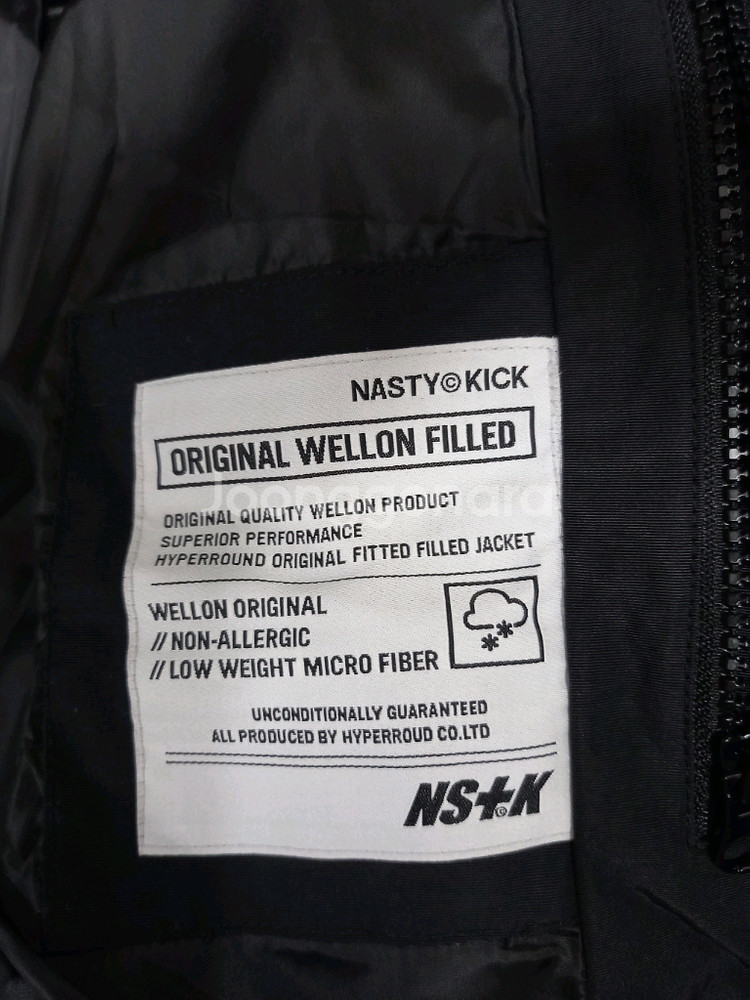 NASTY©KICK
ORIGINAL WELLON FILLED
ORIGINAL QUALITY WELLON PRODUCT
SUPERIOR PERFORMANCE
HYPERROUND ORIGINAL FITTED FILLED JACKET
WELLON ORIGINAL
// NON-ALLERGIC
// LOW WEIGHT MICRO FIBER
UNCONDITIONALLY GUARANTEED
ALL PRODUCED BY HYPERROUD CO.LTD
NS+K©
Joonggonara